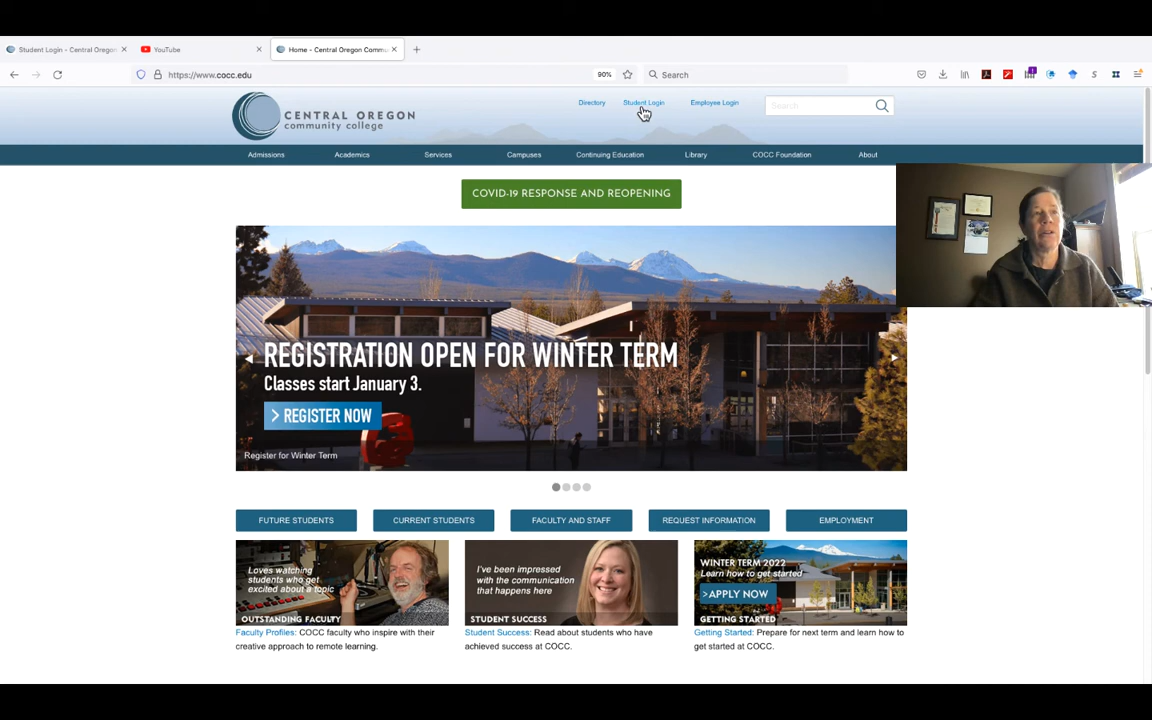 Student Login - Central Oregon
YouTube
Home - Central Oregon Commu
https://www.cocc.edu
90%
Search
Directory
Student Login
Employee Login
Search
CENTRAL OREGON
community college
Admissions
Academics
Services
Campuses
Continuing Education
Library
COCC Foundation
About
COVID-19 RESPONSE AND REOPENING
REGISTRATION OPEN FOR WINTER TERM
Classes start January 3.
> REGISTER NOW
Register for Winter Term
FUTURE STUDENTS
CURRENT STUDENTS
FACULTY AND STAFF
REQUEST INFORMATION
EMPLOYMENT
Loves watching
students who get
excited about a topic
OUTSTANDING FACULTY
Faculty Profiles: COCC faculty who inspire with their
creative approach to remote learning.
I've been impressed
with the communication
that happens here
STUDENT SUCCESS
Student Success: Read about students who have
achieved success at COCC.
WINTER TERM 2022
Learn how to get started
>APPLY NOW
GETTING STARTED
Getting Started: Prepare for next term and learn how to
get started at COCC.